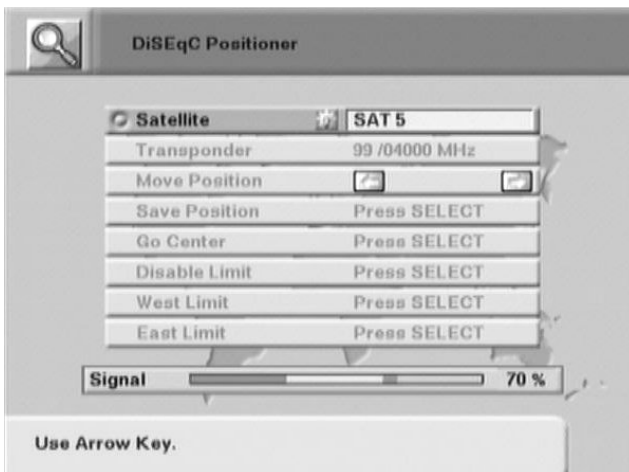 DiSEqC Positioner
Satellite SAT 5
Transponder 99 /04000 MHz
Move Position
Save Position Press SELECT
Go Center Press SELECT
Disable Limit Press SELECT
West Limit Press SELECT
East Limit Press SELECT
Signal 70 %
Use Arrow Key.